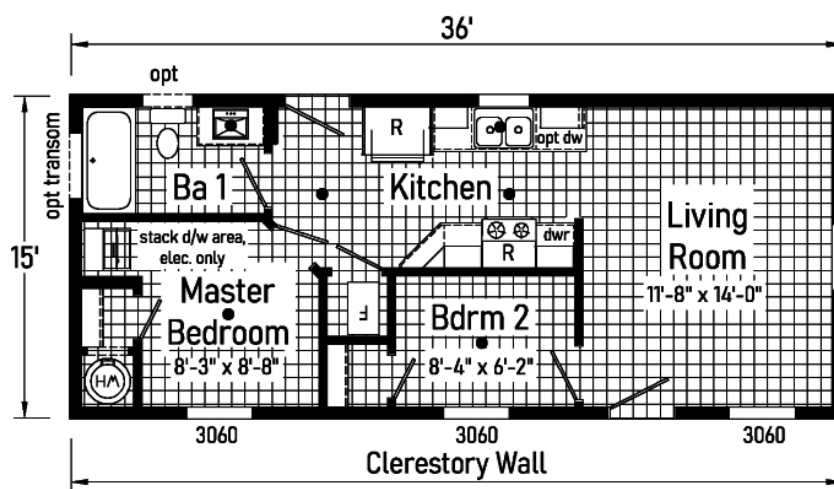 36'
opt
opt transom
15'
R
opt dw
Ba 1
Kitchen
Living
Room
11'-8" x 14'-0"
stack d/w area,
elec. only
dwr
R
Master
Bedroom
8'-3" x 8'-8"
F
Bdrm 2
8'-4" x 6'-2"
HW
3060
3060
3060
Clerestory Wall